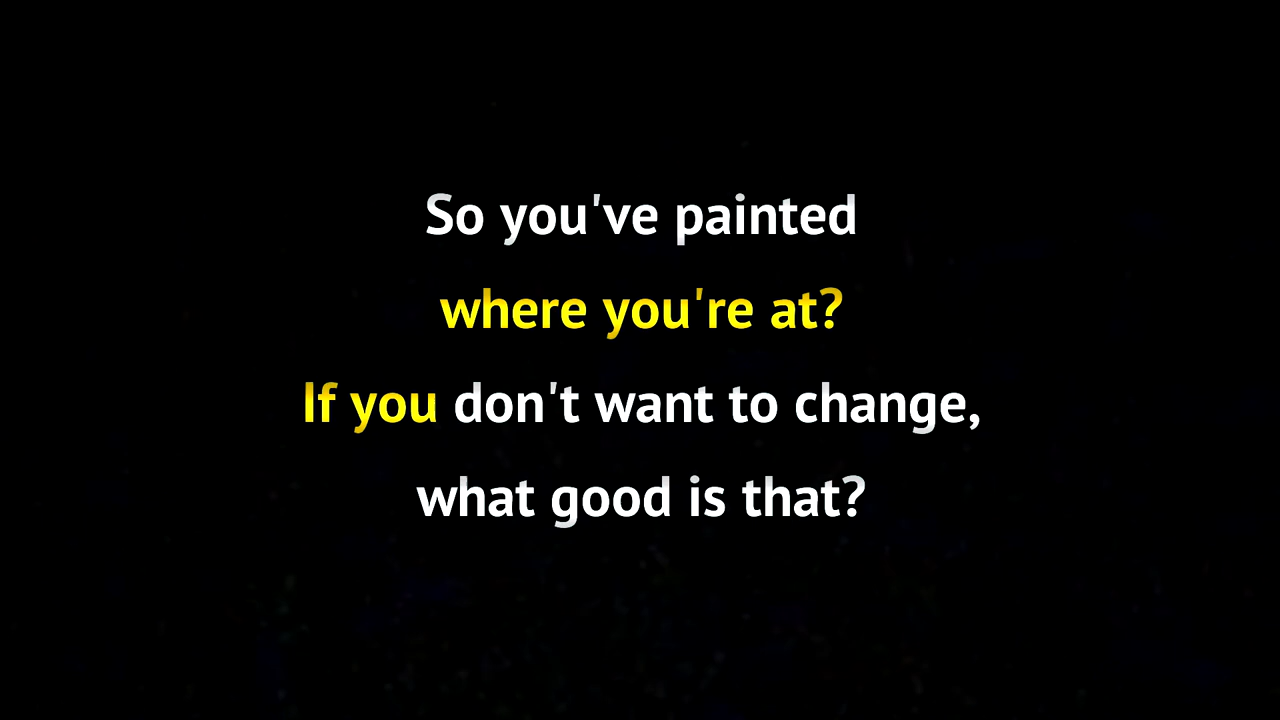 So you've painted
where you're at?
If you don't want to change,
what good is that?